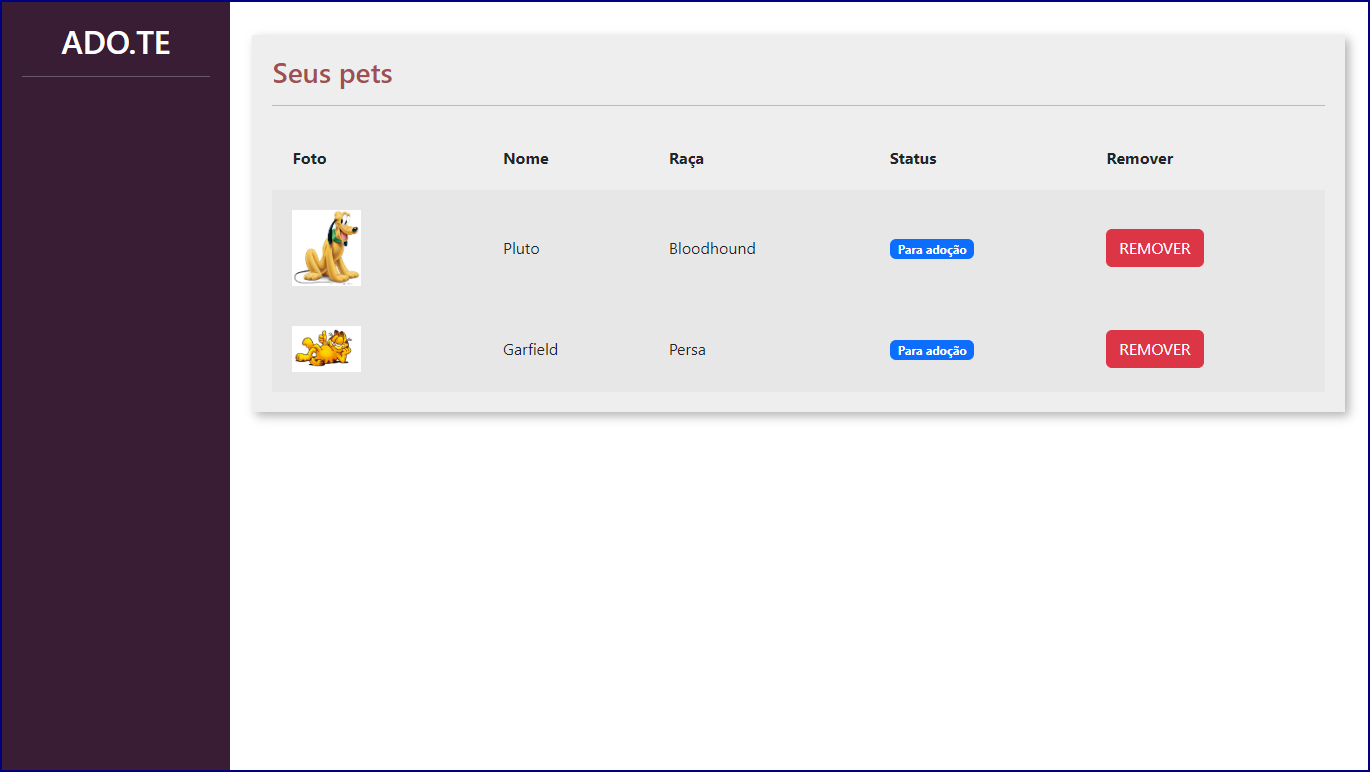 ADO.TE
Seus pets
Foto Nome Raça Status Remover
Pluto Bloodhound Para adoção REMOVER
Garfield Persa Para adoção REMOVER